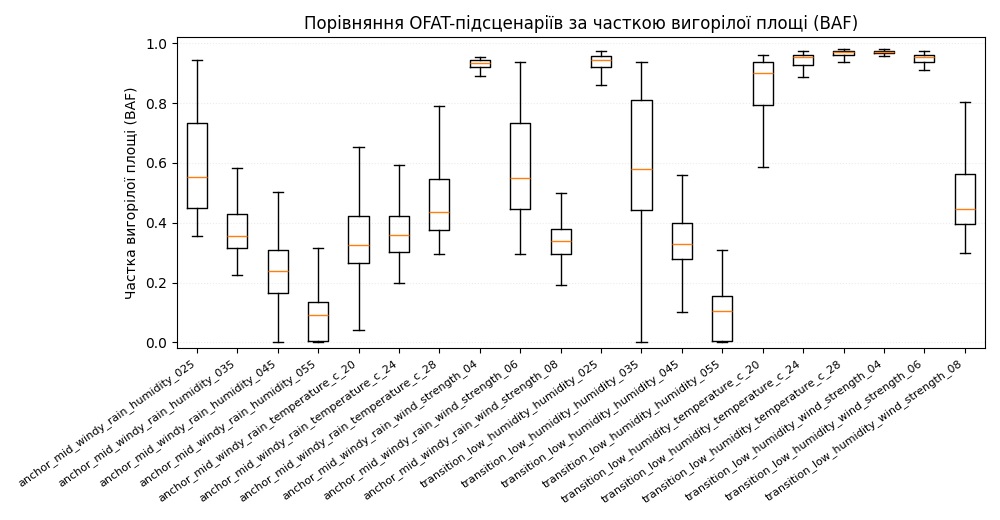 Порівняння OFAT-підсценаріїв за часткою вигорілої площі (BAF)
Частка вигорілої площі (BAF)
1.0
0.8
0.6
0.4
0.2
0.0
anchor_mid_windy_rain_humidity_025
anchor_mid_windy_rain_humidity_035
anchor_mid_windy_rain_humidity_045
anchor_mid_windy_rain_humidity_055
anchor_mid_windy_rain_temperature_c_20
anchor_mid_windy_rain_temperature_c_24
anchor_mid_windy_rain_temperature_c_28
anchor_mid_windy_rain_wind_strength_04
anchor_mid_windy_rain_wind_strength_06
anchor_mid_windy_rain_wind_strength_08
transition_low_humidity_humidity_025
transition_low_humidity_humidity_035
transition_low_humidity_humidity_045
transition_low_humidity_humidity_055
transition_low_humidity_temperature_c_20
transition_low_humidity_temperature_c_24
transition_low_humidity_temperature_c_28
transition_low_humidity_wind_strength_04
transition_low_humidity_wind_strength_06
transition_low_humidity_wind_strength_08